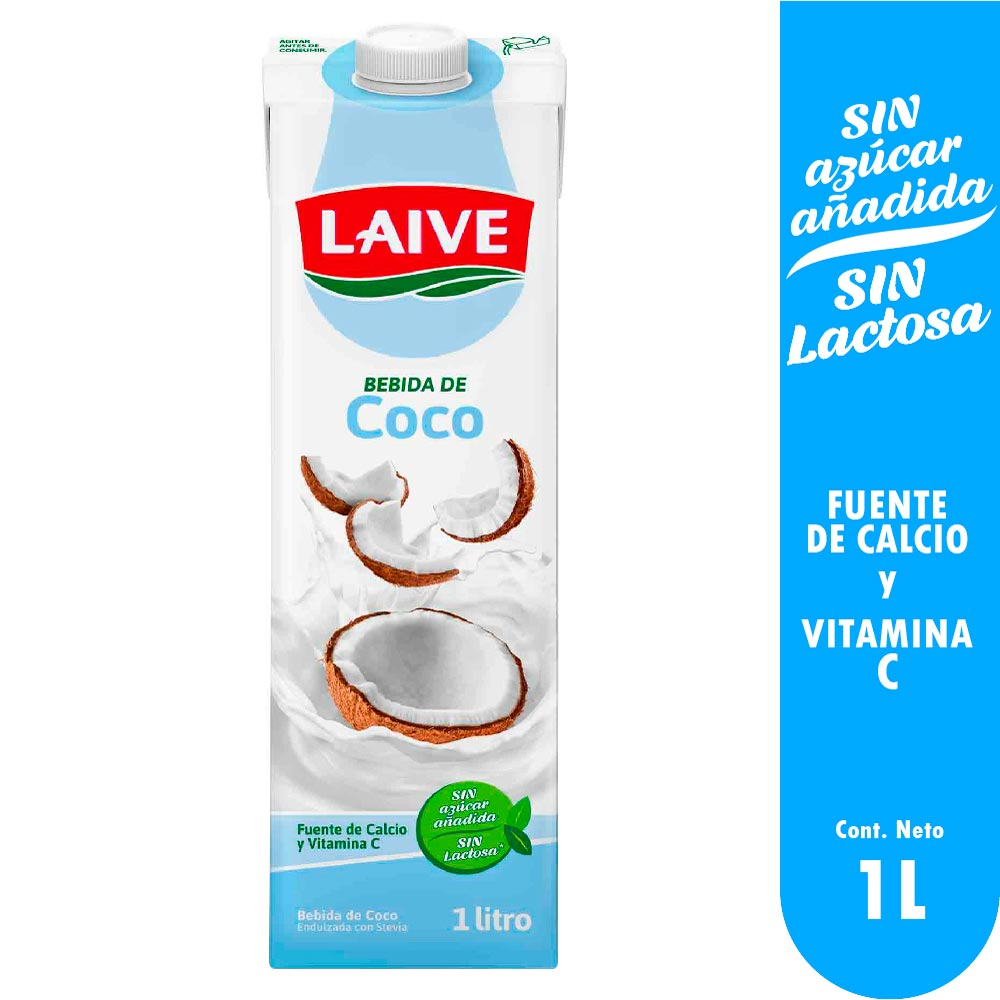 AGITAR
ANTES DE
CONSUMIR.
LAIVE
BEBIDA DE
Coco
Fuente de Calcio
y Vitamina C
SIN
azúcar
añadida
SIN
Lactosa*
Bebida de Coco
Endulzada con Stevia
1 litro
SIN
azúcar
añadida
SIN
Lactosa
FUENTE
DE CALCIO
y
VITAMINA
C
Cont. Neto
1L